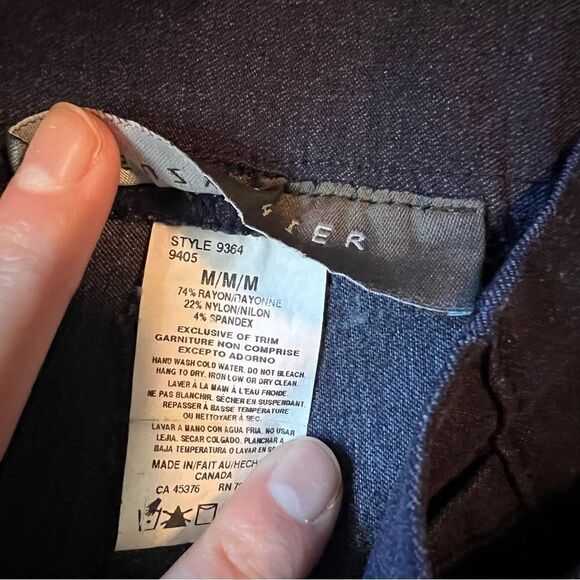 IER
STYLE 9364
9405
M/M/M
74% RAYON/RAYONNE
22% NYLON/NILON
4% SPANDEX
EXCLUSIVE OF TRIM
GARNITURE NON COMPRISE
EXCEPTO ADORNO
HAND WASH COLD WATER. DO NOT BLEACH.
HANG TO DRY. IRON LOW OR DRY CLEAN.
LAVER À LA MAIN À L'EAU FROIDE.
NE PAS BLANCHIR. SÉCHER EN SUSPENDANT.
REPASSER À BASSE TEMPÉRATURE
OU NETTOYER À SEC.
LAVAR A MANO CON AGUA FRIA. NO USAR
LEJIA. SECAR COLGADO. PLANCHAR A
BAJA TEMPERATURA O LAVAR EN
MADE IN/FAIT AU/HECH
CANADA
CA 45376 RN